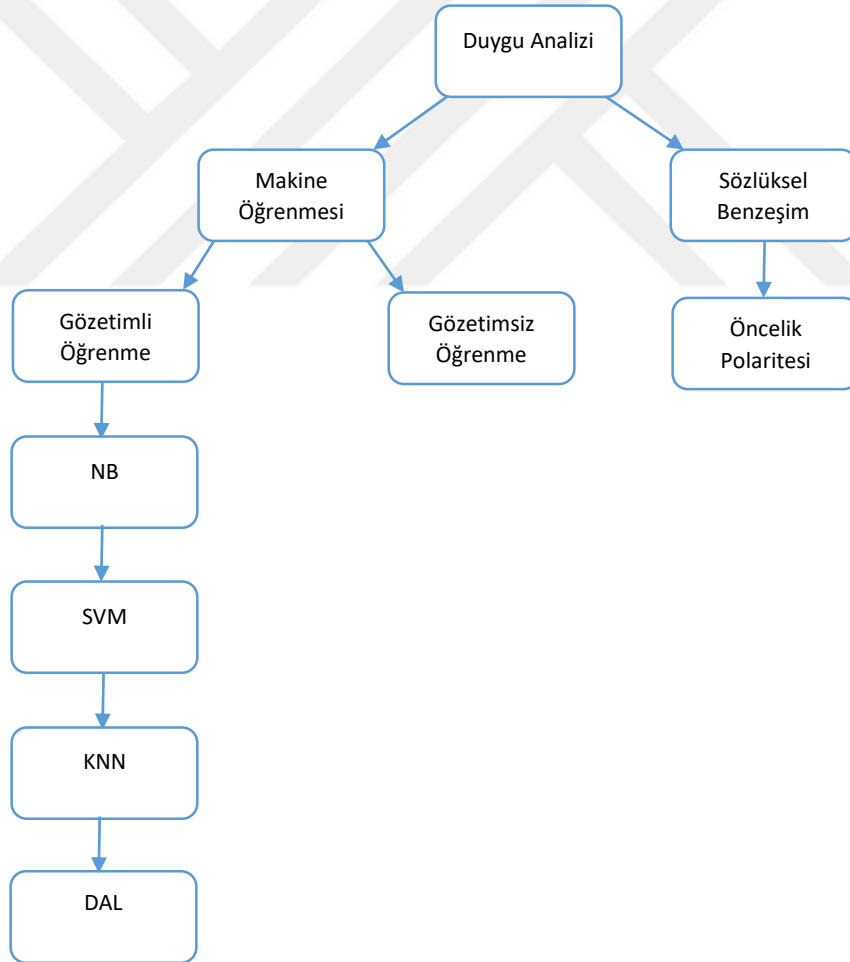 Duygu Analizi
Makine
Öğrenmesi
Sözlüksel
Benzeşim
Gözetimli
Öğrenme
Gözetimsiz
Öğrenme
Öncelik
Polaritesi
NB
SVM
KNN
DAL